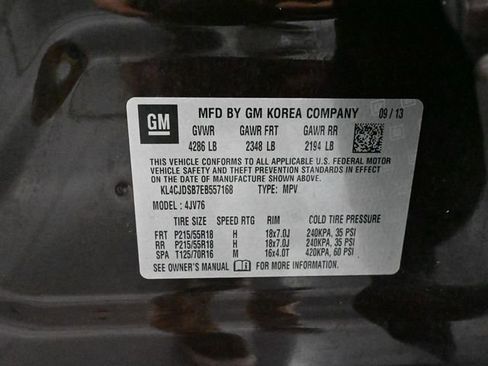 GM
MFD BY GM KOREA COMPANY 09/13
GVWR GAWR FRT GAWR RR
4286 LB 2348 LB 2194 LB
THIS VEHICLE CONFORMS TO ALL APPLICABLE U.S. FEDERAL MOTOR
VEHICLE SAFETY AND THEFT PREVENTION STANDARDS IN EFFECT ON
THE DATE OF MANUFACTURE SHOWN ABOVE.
KL4CJDSB7EB557168 TYPE: MPV
MODEL : 4JV76
TIRE SIZE SPEED RTG RIM COLD TIRE PRESSURE
FRT P215/55R18 H 18x7.0J 240KPA, 35 PSI
RR P215/55R18 H 18x7.0J 240KPA, 35 PSI
SPA T125/70R16 M 16x4.0T 420KPA, 60 PSI
SEE OWNER'S MANUAL FOR MORE INFORMATION.